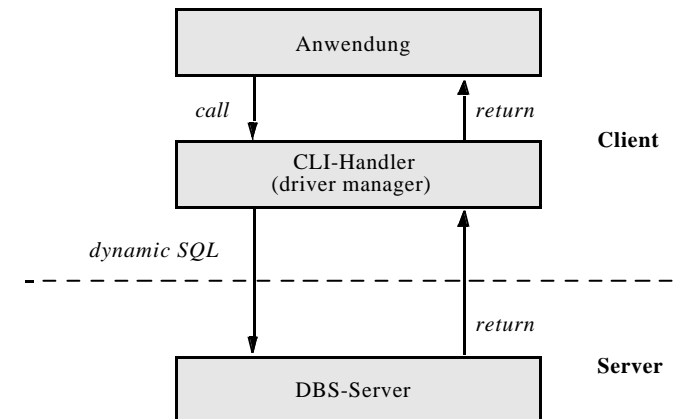 Anwendung
call
return
Client
CLI-Handler
(driver manager)
dynamic SQL
return
Server
DBS-Server